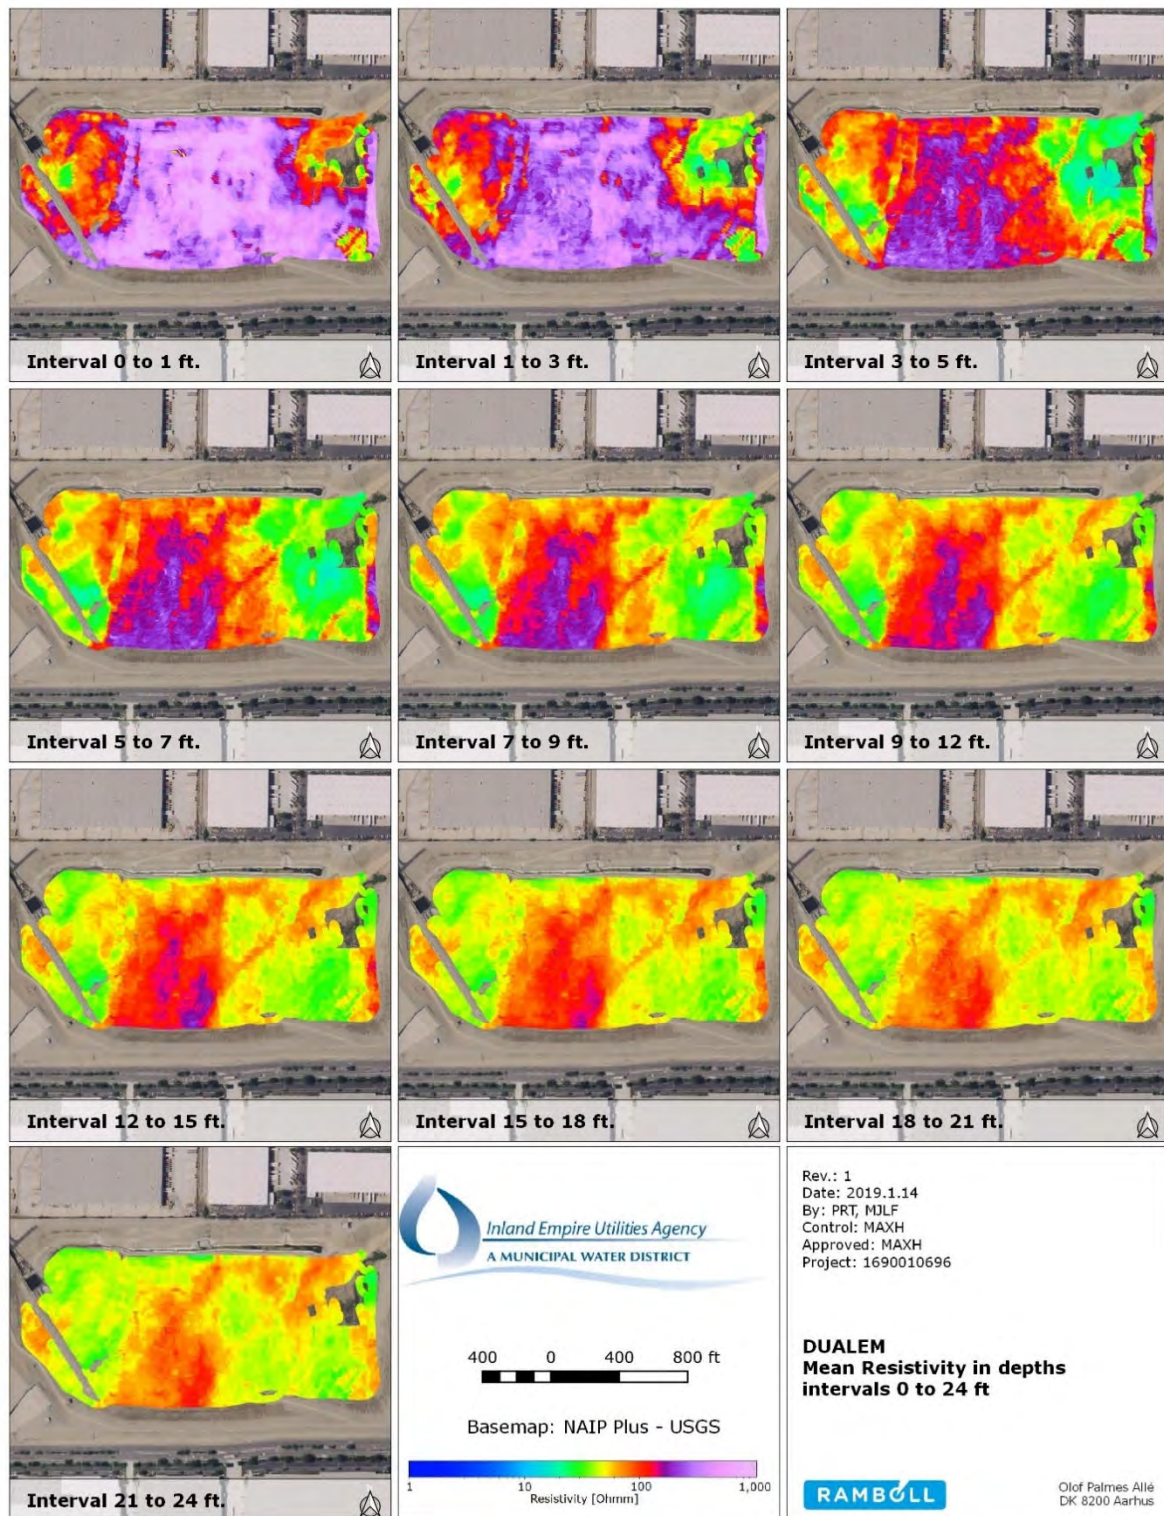 Interval 0 to 1 ft.
Interval 1 to 3 ft.
Interval 3 to 5 ft.
Interval 5 to 7 ft.
Interval 7 to 9 ft.
Interval 9 to 12 ft.
Interval 12 to 15 ft.
Interval 15 to 18 ft.
Interval 18 to 21 ft.
Interval 21 to 24 ft.
Inland Empire Utilities Agency
A MUNICIPAL WATER DISTRICT
400 0 400 800 ft
Basemap: NAIP Plus - USGS
1 10 100 1,000
Resistivity [Ohmm]
Rev.: 1
Date: 2019.1.14
By: PRT, MJLF
Control: MAXH
Approved: MAXH
Project: 1690010696
DUALEM
Mean Resistivity in depths
intervals 0 to 24 ft
RAMBOLL
Olof Palmes Allé
DK 8200 Aarhus